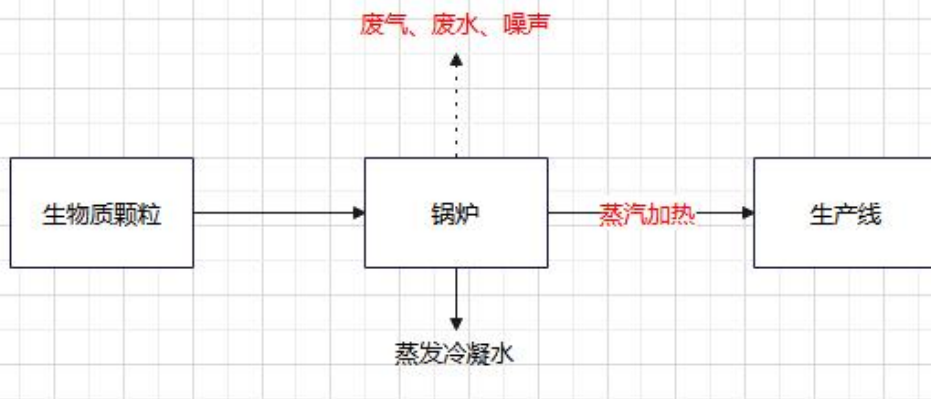 废气、废水、噪声
生物质颗粒
锅炉
蒸汽加热
生产线
蒸发冷凝水